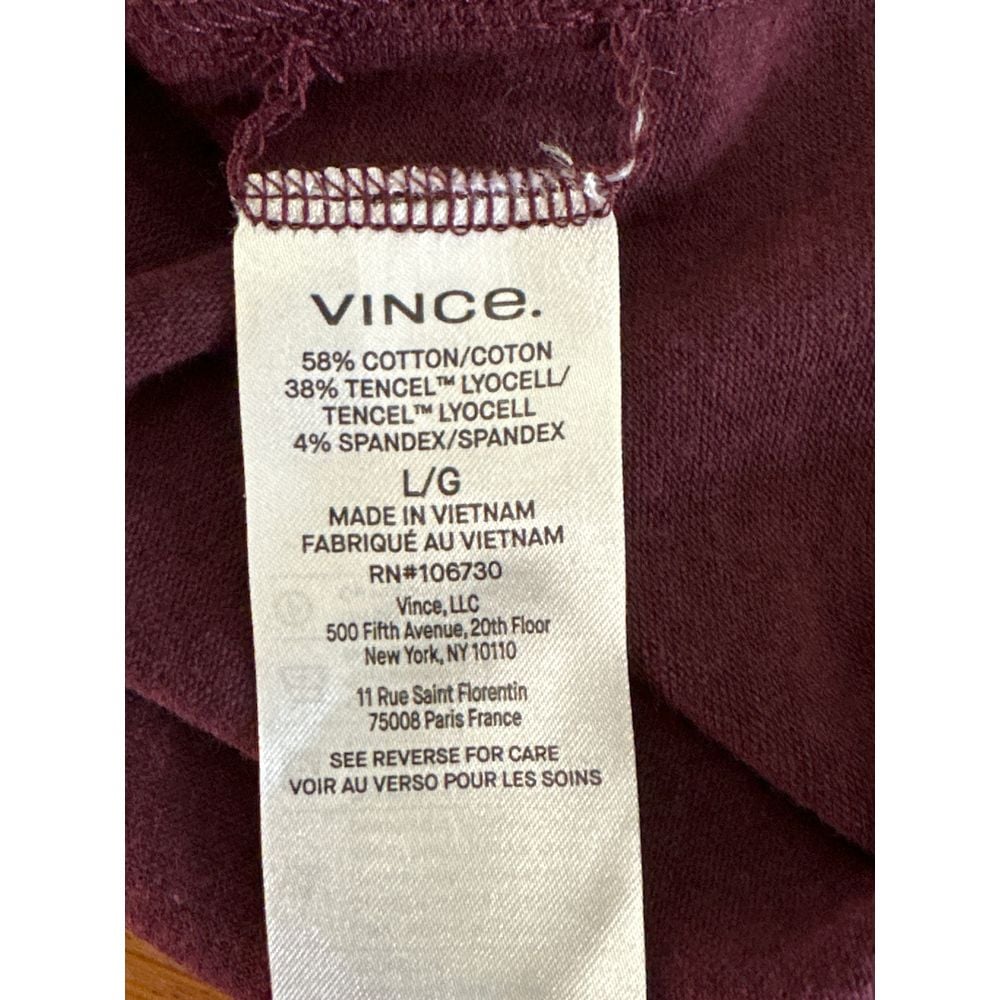 VINCe.
58% COTTON/COTON
38% TENCEL™ LYOCELL/
TENCEL™ LYOCELL
4% SPANDEX/SPANDEX
L/G
MADE IN VIETNAM
FABRIQUÉ AU VIETNAM
RN#106730
Vince, LLC
500 Fifth Avenue, 20th Floor
New York, NY 10110
11 Rue Saint Florentin
75008 Paris France
SEE REVERSE FOR CARE
VOIR AU VERSO POUR LES SOINS